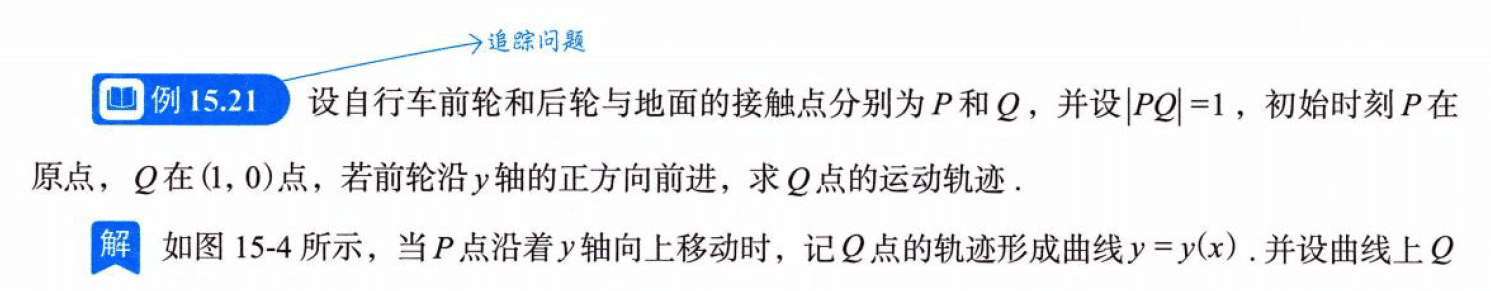 追踪问题
例 15.21 设自行车前轮和后轮与地面的接触点分别为 P 和 Q，并设|PQ|=1，初始时刻 P 在
原点，Q 在 (1, 0) 点，若前轮沿 y 轴的正方向前进，求 Q 点的运动轨迹．
解 如图 15-4 所示，当 P 点沿着 y 轴向上移动时，记 Q 点的轨迹形成曲线 y = y(x)．并设曲线上 Q